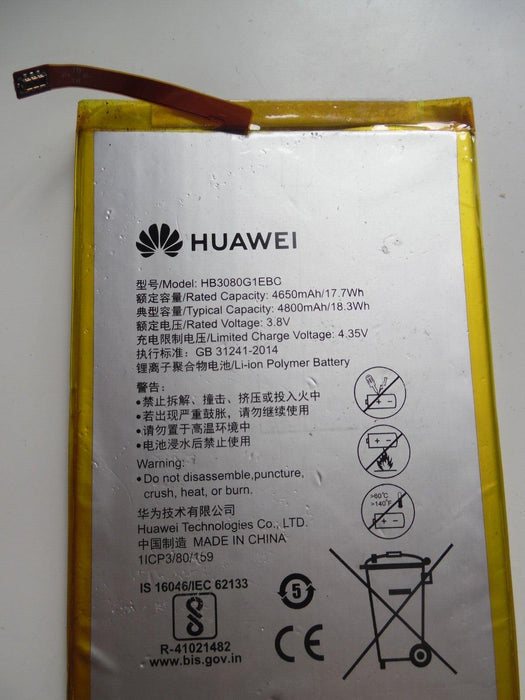 HUAWEI
型号/Model: HB3080G1EBC
额定容量/Rated Capacity: 4650mAh/17.7Wh
典型容量/Typical Capacity: 4800mAh/18.3Wh
额定电压/Rated Voltage: 3.8V
充电限制电压/Limited Charge Voltage: 4.35V
执行标准: GB 31241-2014
锂离子聚合物电池/Li-ion Polymer Battery
警告:
•禁止拆解、撞击、挤压或投入火中
•若出现严重鼓胀，请勿继续使用
•请勿置于高温环境中
•电池浸水后禁止使用
>60℃
>140℉
Warning:
• Do not disassemble,puncture,
crush, heat, or burn.
华为技术有限公司
Huawei Technologies Co., LTD.
中国制造 MADE IN CHINA
1ICP3/80/159
IS 16046/IEC 62133
R-41021482
www.bis.gov.in
5
CE